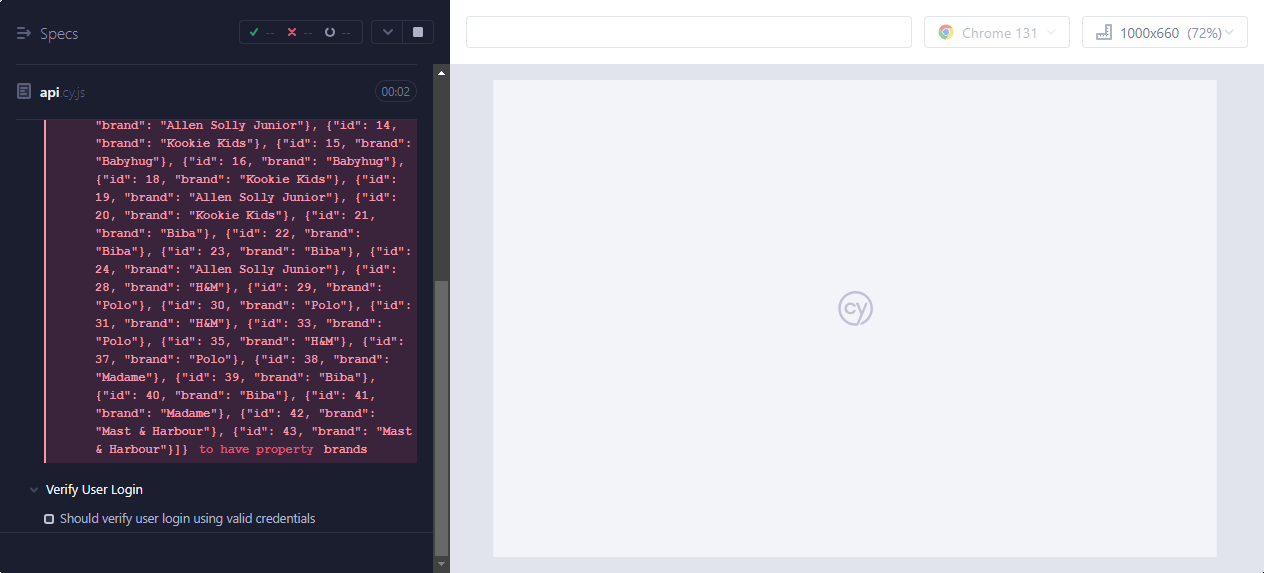 Specs
-- -- --
Chrome 131
1000x660 (72%)
api.cy.js
00:02
"brand": "Allen Solly Junior"}, {"id": 14,
"brand": "Kookie Kids"}, {"id": 15, "brand":
"Babyhug"}, {"id": 16, "brand": "Babyhug"},
{"id": 18, "brand": "Kookie Kids"}, {"id":
19, "brand": "Allen Solly Junior"}, {"id":
20, "brand": "Kookie Kids"}, {"id": 21,
"brand": "Biba"}, {"id": 22, "brand":
"Biba"}, {"id": 23, "brand": "Biba"}, {"id":
24, "brand": "Allen Solly Junior"}, {"id":
28, "brand": "H&M"}, {"id": 29, "brand":
"Polo"}, {"id": 30, "brand": "Polo"}, {"id":
31, "brand": "H&M"}, {"id": 33, "brand":
"Polo"}, {"id": 35, "brand": "H&M"}, {"id":
37, "brand": "Polo"}, {"id": 38, "brand":
"Madame"}, {"id": 39, "brand": "Biba"},
{"id": 40, "brand": "Biba"}, {"id": 41,
"brand": "Madame"}, {"id": 42, "brand":
"Mast & Harbour"}, {"id": 43, "brand": "Mast
& Harbour"}]} to have property brands
cy
Verify User Login
Should verify user login using valid credentials